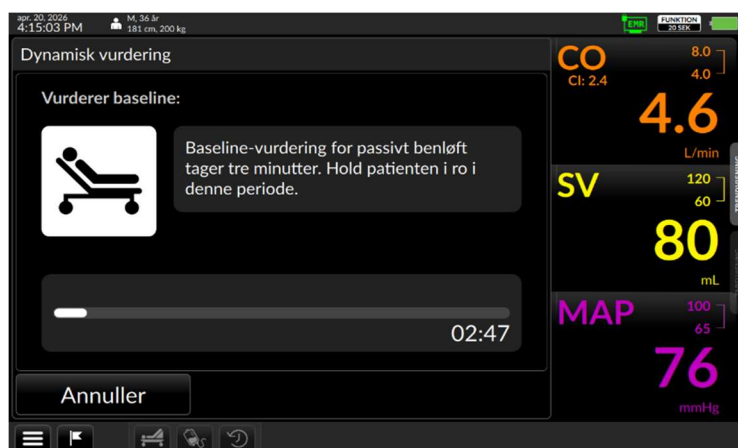 apr. 20, 2026
4:15:03 PM
M, 36 år
181 cm, 200 kg
EMR
FUNKTION
20 SEK
Dynamisk vurdering
Vurderer baseline:
Baseline-vurdering for passivt benløft
tager tre minutter. Hold patienten i ro i
denne periode.
02:47
Annuller
CO
CI: 2.4
8.0
4.0
4.6
L/min
SV
120
60
80
mL
MAP
100
65
76
mmHg
TRENDVISNING